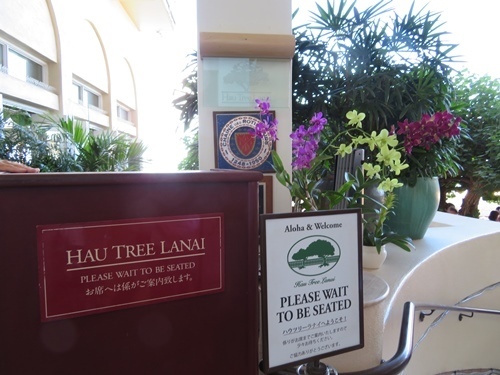 HAU TREE LANAI
PLEASE WAIT TO BE SEATED
お席へは係がご案内致します。
Aloha & Welcome
Hau Tree Lanai
PLEASE WAIT
TO BE SEATED
ハウツリーラナイへようこそ!